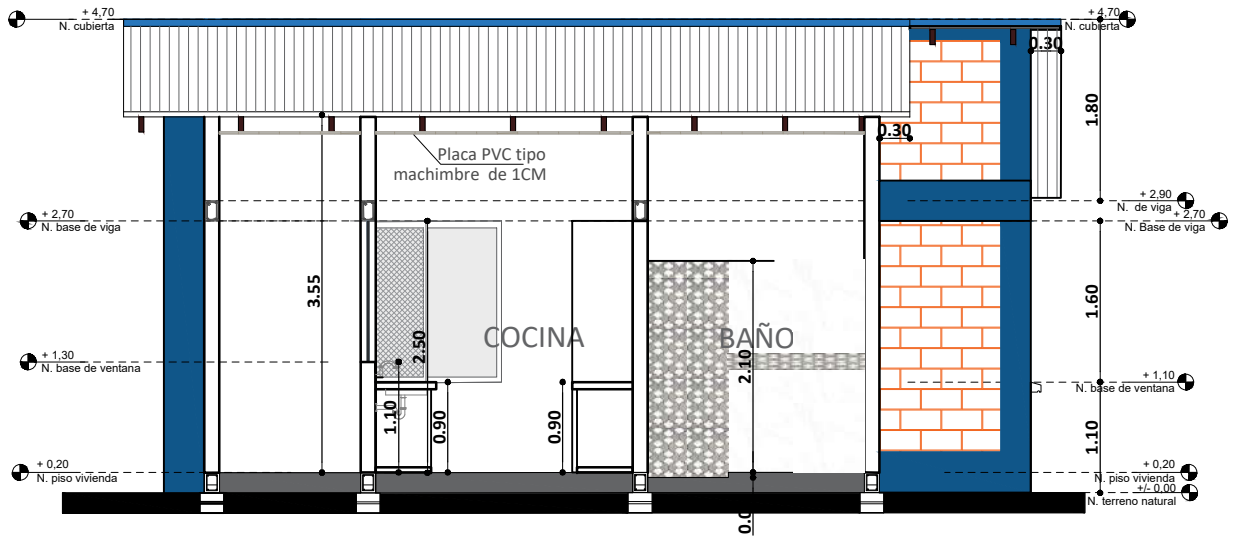 + 4,70
N. cubierta
+ 4,70
N. cubierta
0.30
1.80
0.30
Placa PVC tipo
machimbre de 1CM
+ 2,90
N. de viga
+ 2,70
N. base de viga
+ 2,70
N. Base de viga
3.55
2.50
COCINA
BAÑO
1.60
2.10
+ 1,30
N. base de ventana
+ 1,10
N. base de ventana
1.10
0.90
0.90
1.10
+ 0,20
N. piso vivienda
+ 0,20
N. piso vivienda
+/- 0,00
N. terreno natural